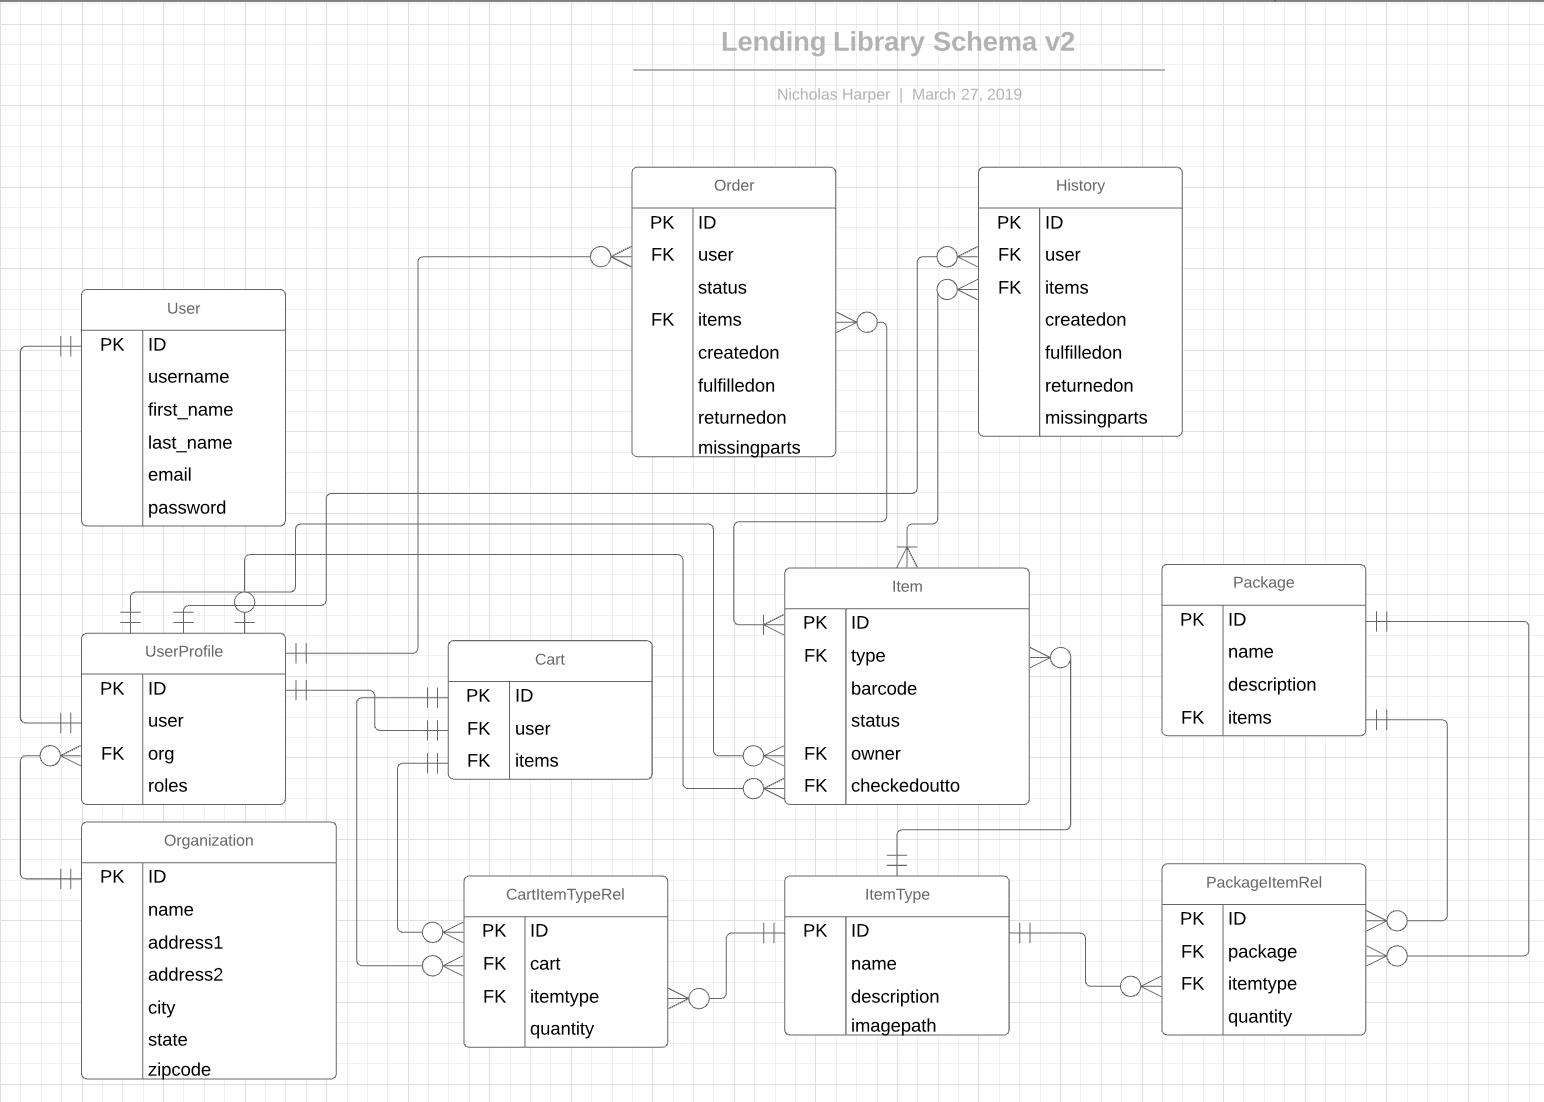 Lending Library Schema v2
Nicholas Harper | March 27, 2019
Order
PK ID
FK user
status
FK items
createdon
fulfilledon
returnedon
missingparts
History
PK ID
FK user
FK items
createdon
fulfilledon
returnedon
missingparts
User
PK ID
username
first_name
last_name
email
password
UserProfile
PK ID
user
FK org
roles
Cart
PK ID
FK user
FK items
Item
PK ID
FK type
barcode
status
FK owner
FK checkedoutto
Package
PK ID
name
description
FK items
Organization
PK ID
name
address1
address2
city
state
zipcode
CartItemTypeRel
PK ID
FK cart
FK itemtype
quantity
ItemType
PK ID
name
description
imagepath
PackageItemRel
PK ID
FK package
FK itemtype
quantity